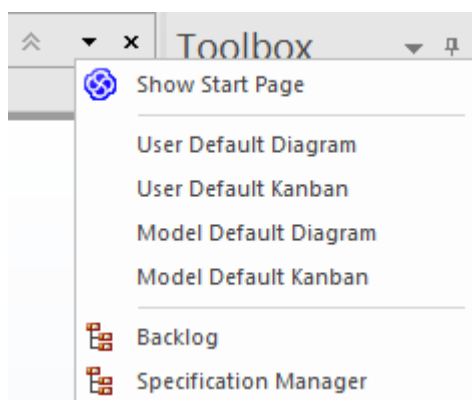 Toolbox
Show Start Page
User Default Diagram
User Default Kanban
Model Default Diagram
Model Default Kanban
Backlog
Specification Manager